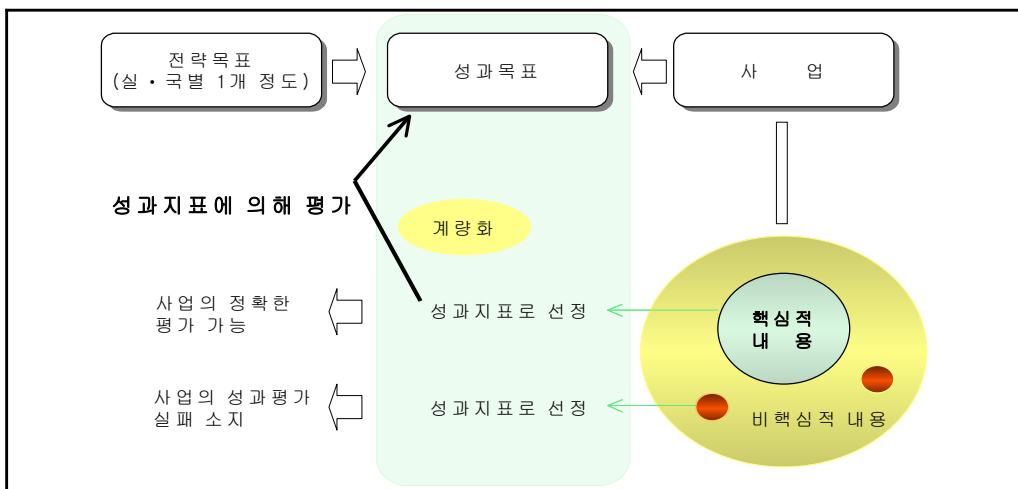 전략목표
(실·국별 1개 정도)
성과목표
사 업
성과지표에 의해 평가
계량화
사업의 정확한
평가 가능
성과지표로 선정
핵심적
내 용
사업의 성과평가
실패 소지
성과지표로 선정
비핵심적 내용